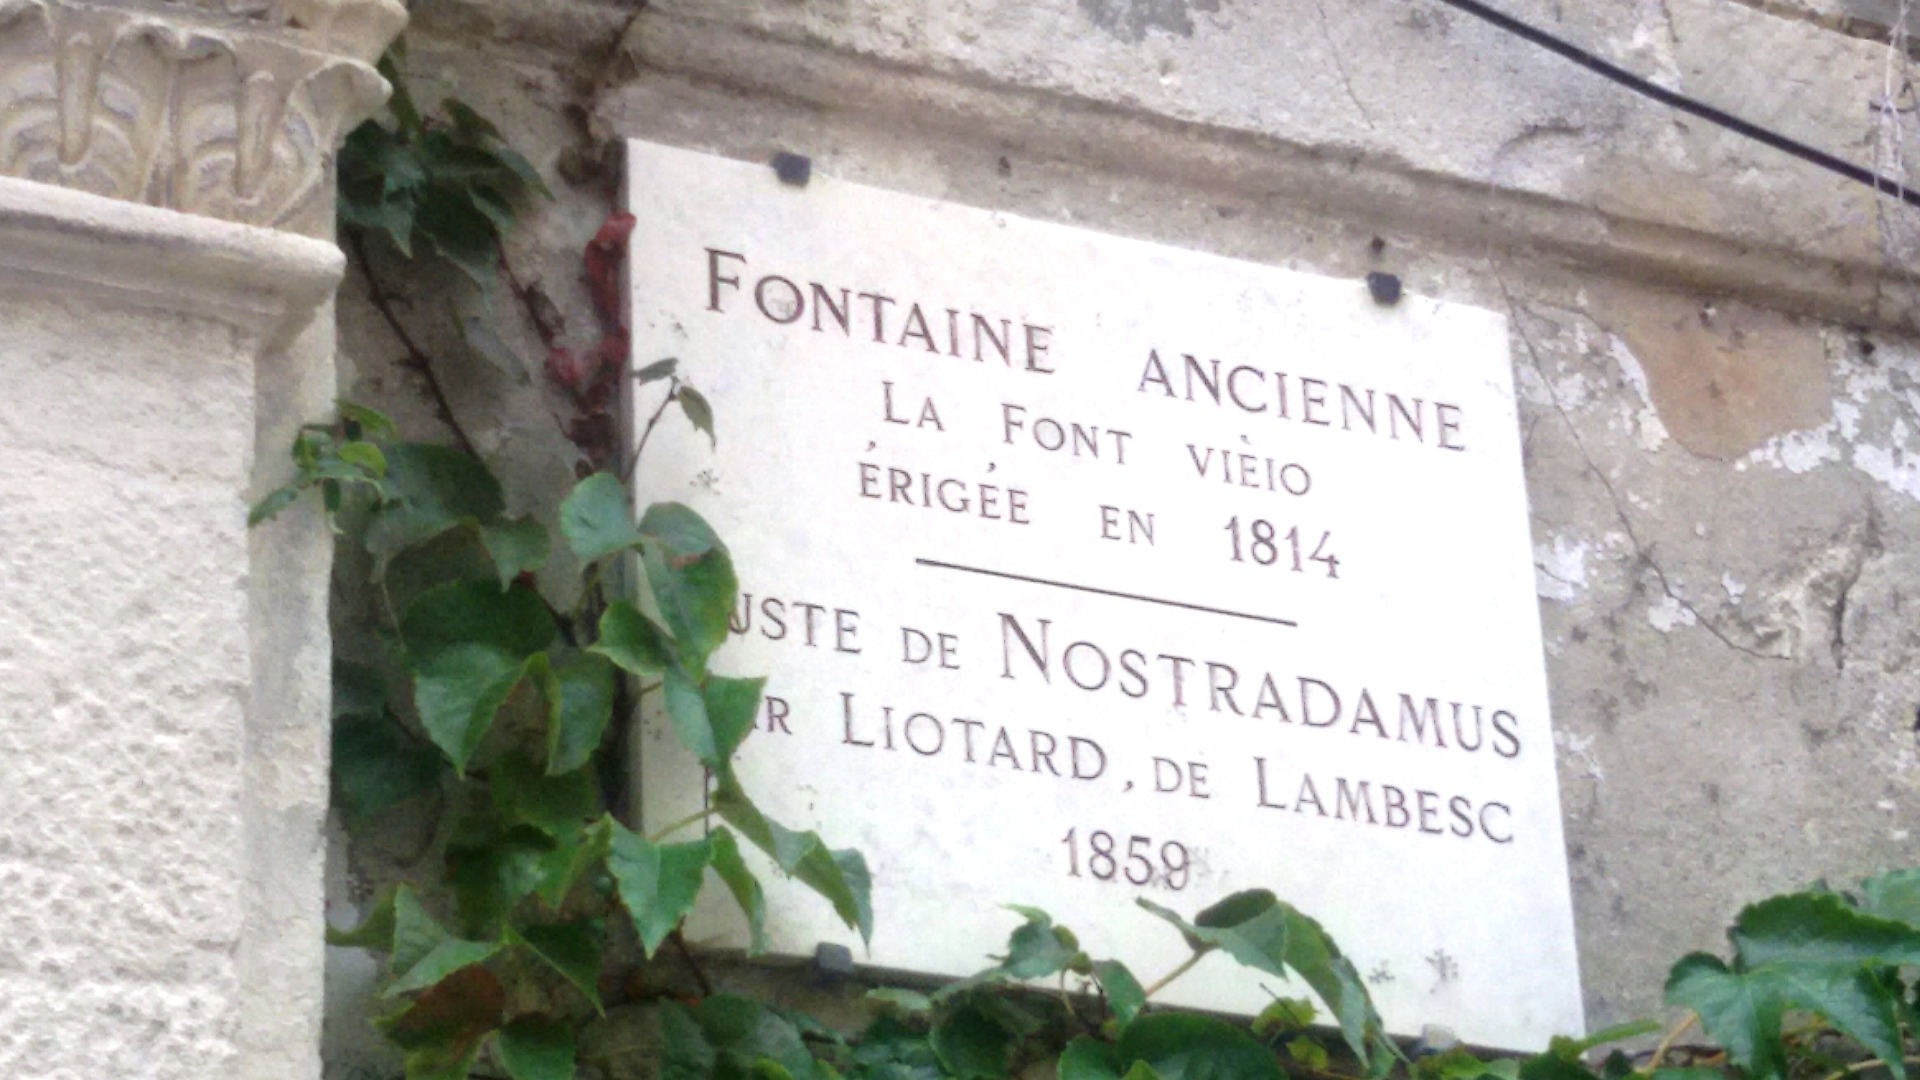 FONTAINE ANCIENNE
LA FONT VIÈIO
ÉRIGÉE EN 1814
USTE DE NOSTRADAMUS
R LIOTARD, DE LAMBESC
1859